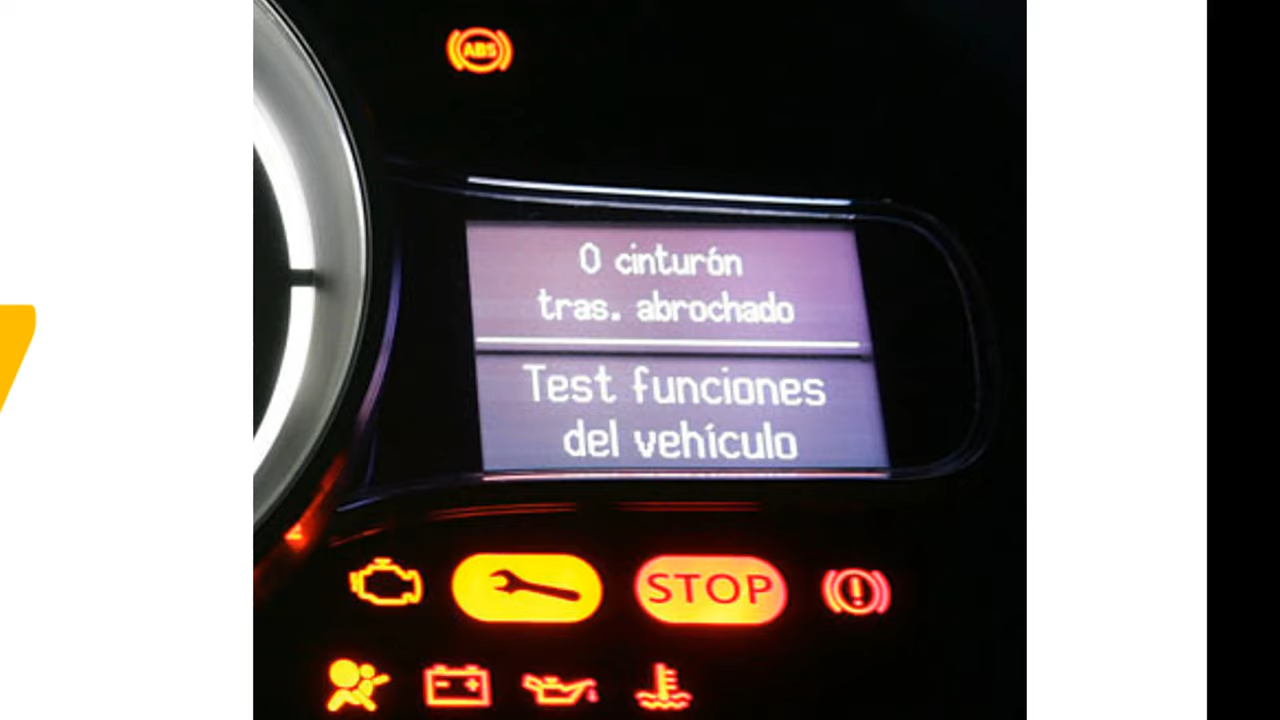 ABS
0 cinturón
tras. abrochado
Test funciones
del vehículo
STOP